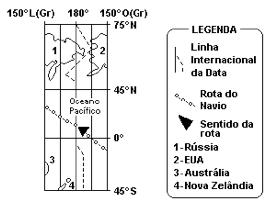 150°L(Gr) 180° 150°O(Gr)
75°N
1
2
45°N
Oceano
Pacífico
0°
3
4
45°S
LEGENDA
Linha
Internacional
da Data
Rota do
Navio
Sentido da
rota
1-Rússia
2-EUA
3-Austrália
4-Nova Zelândia